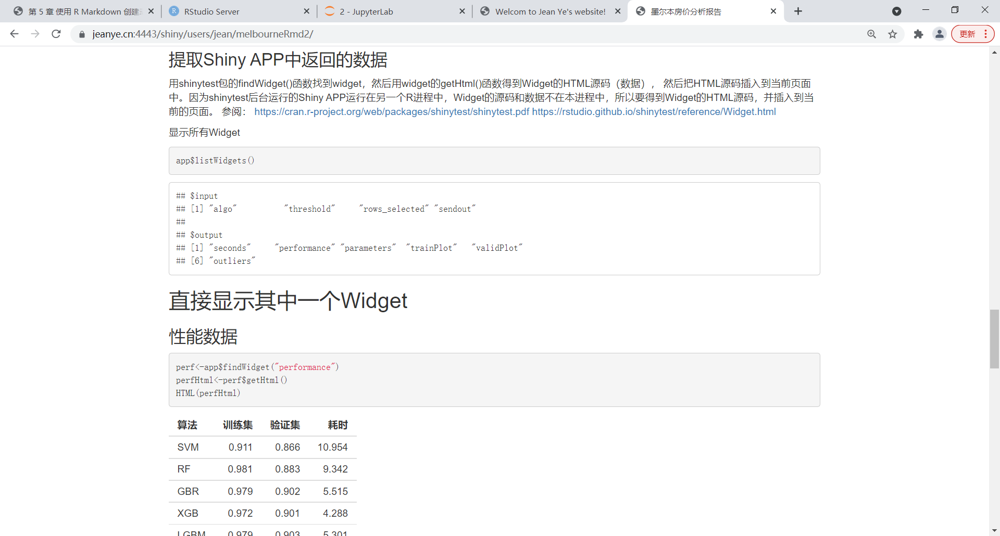 第 5 章 使用 R Markdown 创建
RStudio Server
2 - JupyterLab
Welcom to Jean Ye's website!
墨尔本房价分析报告
jeanye.cn:4443/shiny/users/jean/melbourneRmd2/
更新
提取Shiny APP中返回的数据
用shinytest包的findWidget()函数找到widget，然后用widget的getHtml()函数得到Widget的HTML源码（数据）， 然后把HTML源码插入到当前页面
中。因为shinytest后台运行的Shiny APP运行在另一个R进程中，Widget的源码和数据不在本进程中，所以要得到Widget的HTML源码，并插入到当
前的页面。 参阅： https://cran.r-project.org/web/packages/shinytest/shinytest.pdf https://rstudio.github.io/shinytest/reference/Widget.html
显示所有Widget
app$listWidgets()
## $input
## [1] "algo" "threshold" "rows_selected" "sendout"
##
## $output
## [1] "seconds" "performance" "parameters" "trainPlot" "validPlot"
## [6] "outliers"
直接显示其中一个Widget
性能数据
perf<-app$findWidget("performance")
perfHtml<-perf$getHtml()
HTML(perfHtml)
算法 训练集 验证集 耗时
SVM 0.911 0.866 10.954
RF 0.981 0.883 9.342
GBR 0.979 0.902 5.515
XGB 0.972 0.901 4.288
LGBM 0.979 0.903 5.301